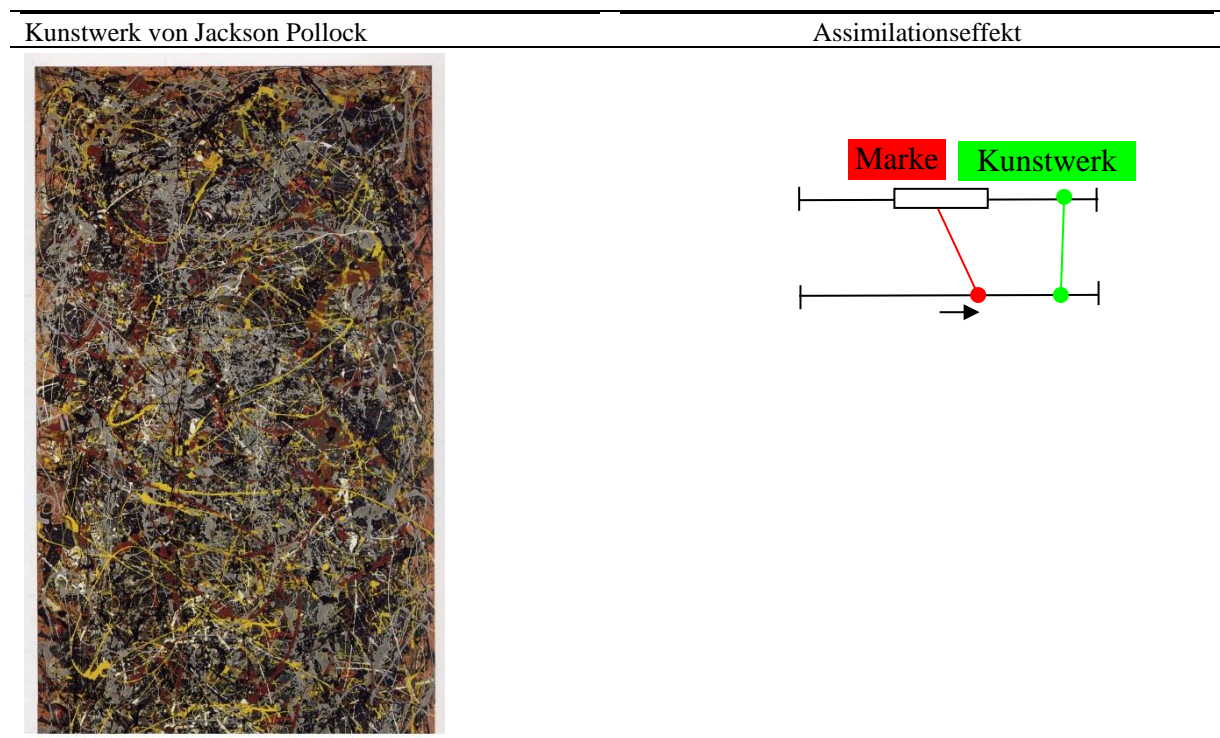 Kunstwerk von Jackson Pollock
Assimilationseffekt
Marke
Kunstwerk